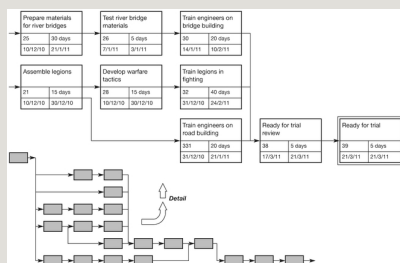 Prepare materials
for river bridges
25 30 days
10/12/10 21/1/11
Test river bridge
materials
26 5 days
7/1/11 3/1/11
Train engineers on
bridge building
30 20 days
14/1/11 10/2/11
Assemble legions
21 15 days
10/12/10 30/12/10
Develop warfare
tactics
28 15 days
10/12/10 30/12/10
Train legions in
fighting
32 40 days
31/12/10 24/2/11
Train engineers on
road building
331 20 days
31/12/10 21/1/11
Ready for trial
review
38 5 days
17/3/11 21/3/11
Ready for trial
39 5 days
21/3/11 21/3/11
Detail